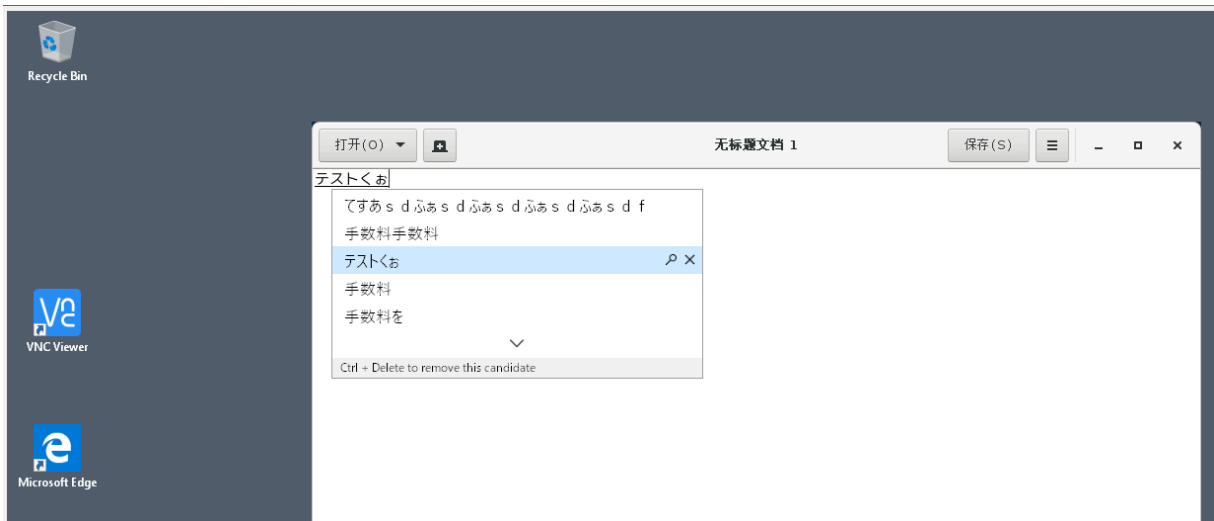 Recycle Bin
打开(O)
无标题文档 1
保存(S)
テストくぉ
てすあｓｄふぁｓｄふぁｓｄふぁｓｄふぁｓｄｆ
手数料手数料
テストくぉ
手数料
手数料を
Ctrl + Delete to remove this candidate
VNC Viewer
Microsoft Edge